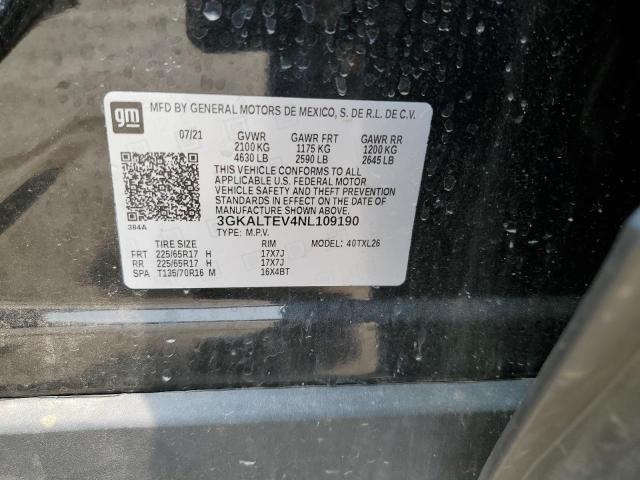 gm MFD BY GENERAL MOTORS DE MEXICO, S. DE R.L. DE C.V.
07/21 GVWR GAWR FRT GAWR RR
2100 KG 1175 KG 1200 KG
4630 LB 2590 LB 2645 LB
THIS VEHICLE CONFORMS TO ALL
APPLICABLE U.S. FEDERAL MOTOR
VEHICLE SAFETY AND THEFT PREVENTION
STANDARDS IN EFFECT ON THE DATE OF
MANUFACTURE SHOWN ABOVE.
384A 3GKALTEV4NL109190
TYPE: M.P.V. MODEL: 40TXL26
TIRE SIZE RIM
FRT 225/65R17 H 17X7J
RR 225/65R17 H 17X7J
SPA T135/70R16 M 16X4BT